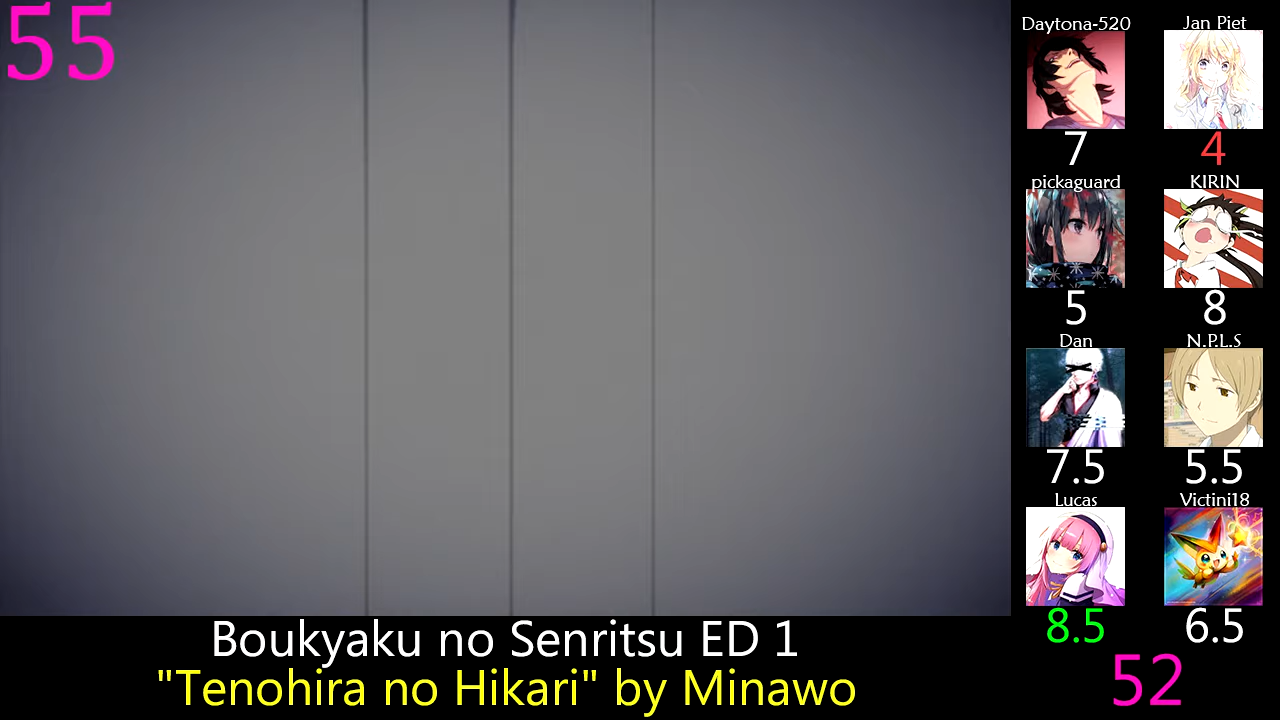 55
Daytona-520
Jan Piet
7
4
pickaguard
KIRIN
5
8
Dan
N.P.L.S
7.5
5.5
Lucas
Victini18
8.5
6.5
Boukyaku no Senritsu ED 1
"Tenohira no Hikari" by Minawo
52